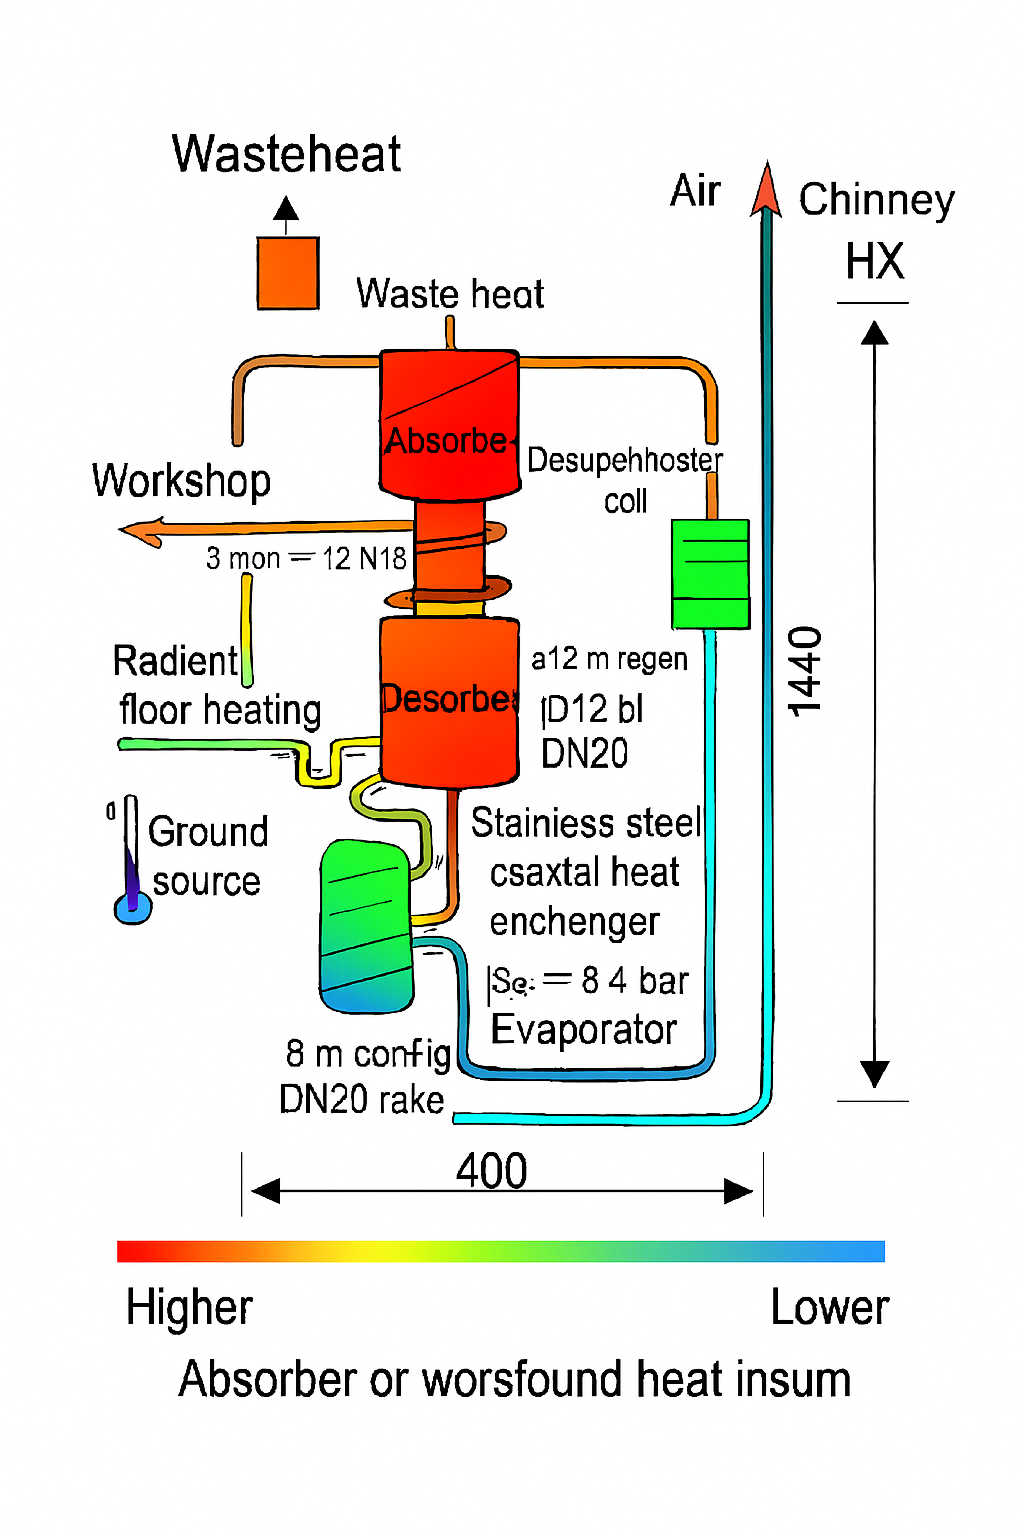 Wasteheat
Air
Chinney
HX
Waste heat
Absorbe
Desupehhoster
coll
Workshop
3 mon = 12 N18
Radient
floor heating
a12 m regen
D12 bl
DN20
Desorbe
1440
0
Ground
source
Stainiess steel
csaxtal heat
enchenger
= 8 4 bar
Evaporator
8 m config
DN20 rake
400
Higher
Lower
Absorber or worsfound heat insum